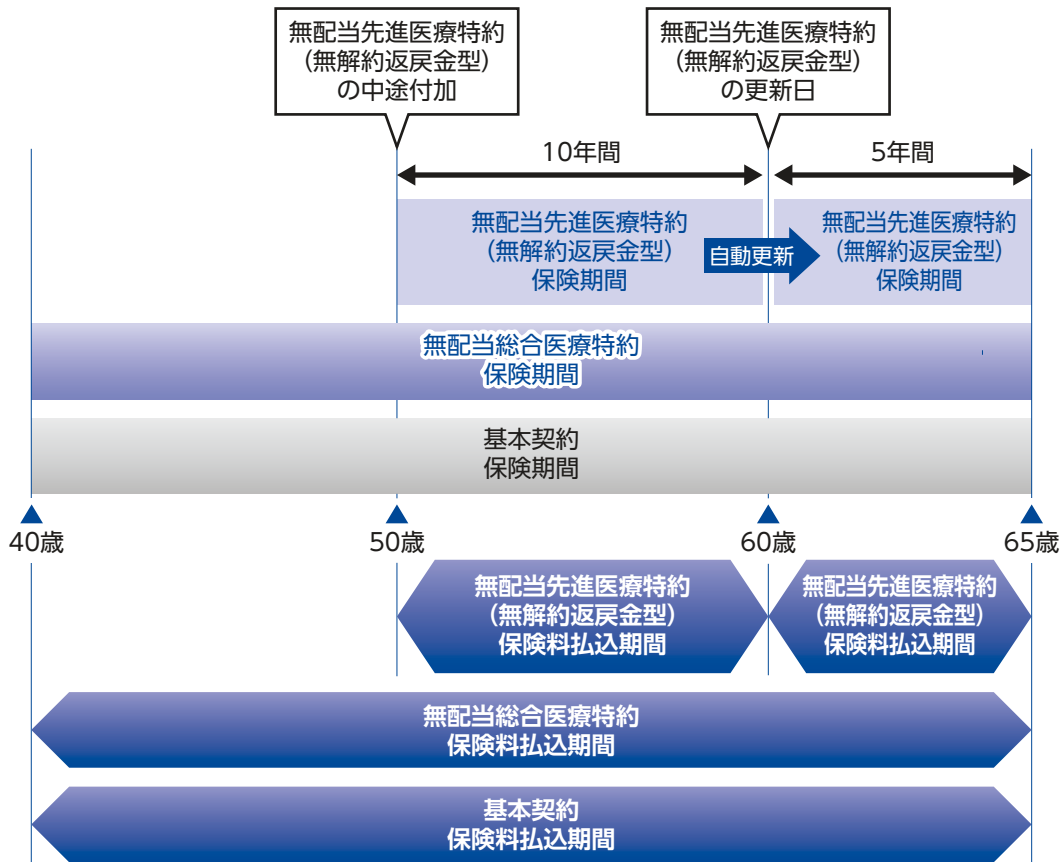 無配当先進医療特約
(無解約返戻金型)
の中途付加
無配当先進医療特約
(無解約返戻金型)
の更新日
10年間
5年間
無配当先進医療特約
(無解約返戻金型)
保険期間
自動更新
無配当先進医療特約
(無解約返戻金型)
保険期間
無配当総合医療特約
保険期間
基本契約
保険期間
40歳
50歳
60歳
65歳
無配当先進医療特約
(無解約返戻金型)
保険料払込期間
無配当先進医療特約
(無解約返戻金型)
保険料払込期間
無配当総合医療特約
保険料払込期間
基本契約
保険料払込期間